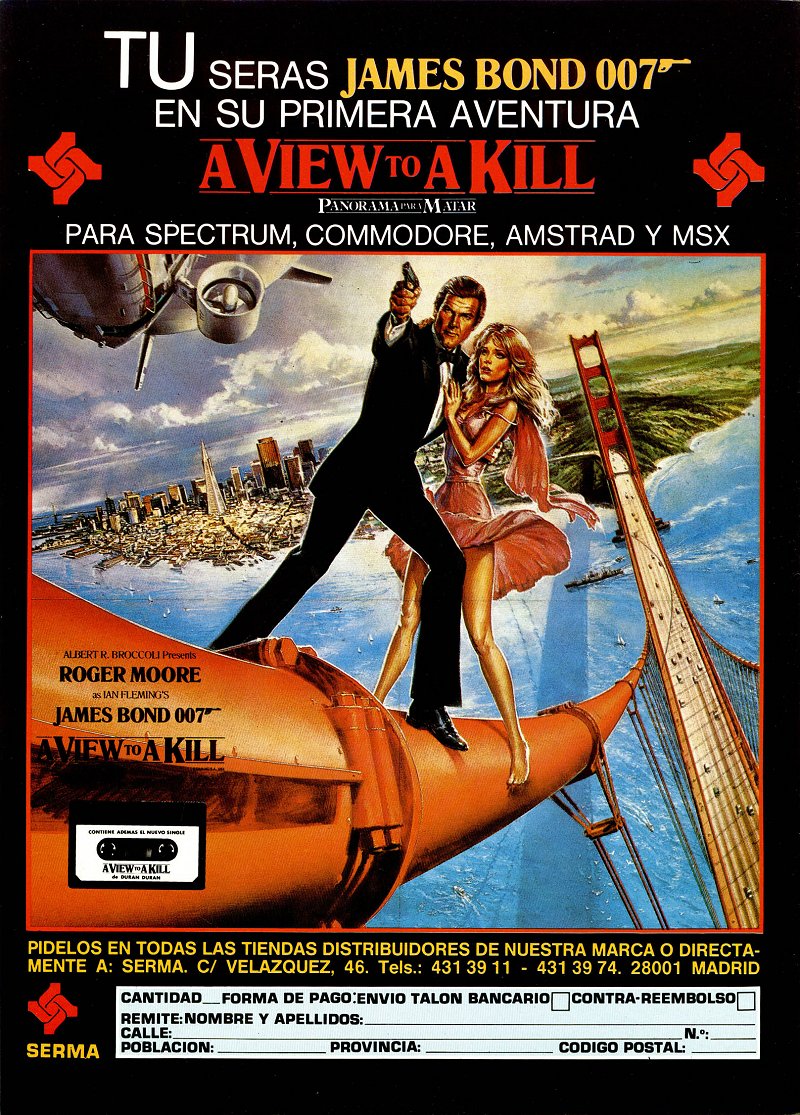 TU SERAS JAMES BOND 007
EN SU PRIMERA AVENTURA
A VIEW TO A KILL
PANORAMA PARA MATAR
PARA SPECTRUM, COMMODORE, AMSTRAD Y MSX
ALBERT R. BROCCOLI Presents
ROGER MOORE
as IAN FLEMING'S
JAMES BOND 007
A VIEW TO A KILL
CONTIENE ADEMAS EL NUEVO SINGLE
A VIEW TO A KILL
de DURAN DURAN
PIDELOS EN TODAS LAS TIENDAS DISTRIBUIDORES DE NUESTRA MARCA O DIRECTA-
MENTE A: SERMA. C/ VELAZQUEZ, 46. Tels.: 431 39 11 - 431 39 74. 28001 MADRID
SERMA
CANTIDAD__FORMA DE PAGO:ENVIO TALON BANCARIO CONTRA-REEMBOLSO
REMITE:NOMBRE Y APELLIDOS:
CALLE: N.º:
POBLACION: PROVINCIA: CODIGO POSTAL: